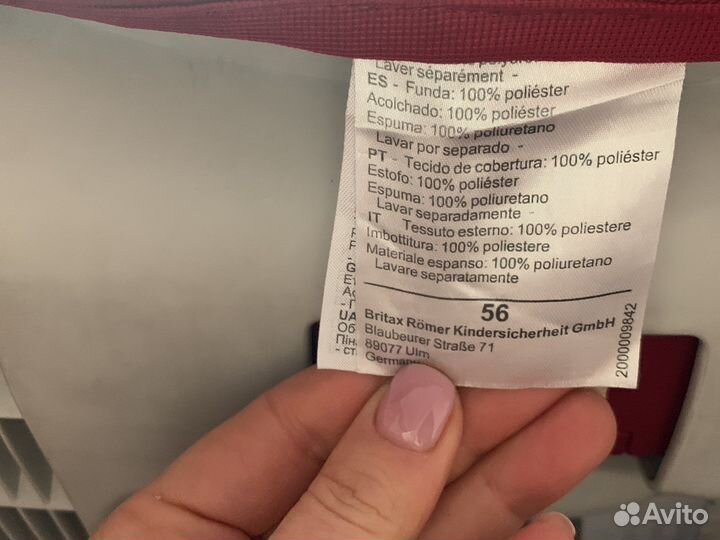 Laver séparément -
ES - Funda: 100% poliéster
Acolchado: 100% poliéster
Espuma: 100% poliuretano
Lavar por separado -
PT - Tecido de cobertura: 100% poliéster
Estofo: 100% poliéster
Espuma: 100% poliuretano
Lavar separadamente -
IT Tessuto esterno: 100% poliestere
Imbottitura: 100% poliestere
Materiale espanso: 100% poliuretano
Lavare separatamente
56
Britax Römer Kindersicherheit GmbH
Blaubeurer Straße 71
89077 Ulm
Germany
2000009842
UA
Avito